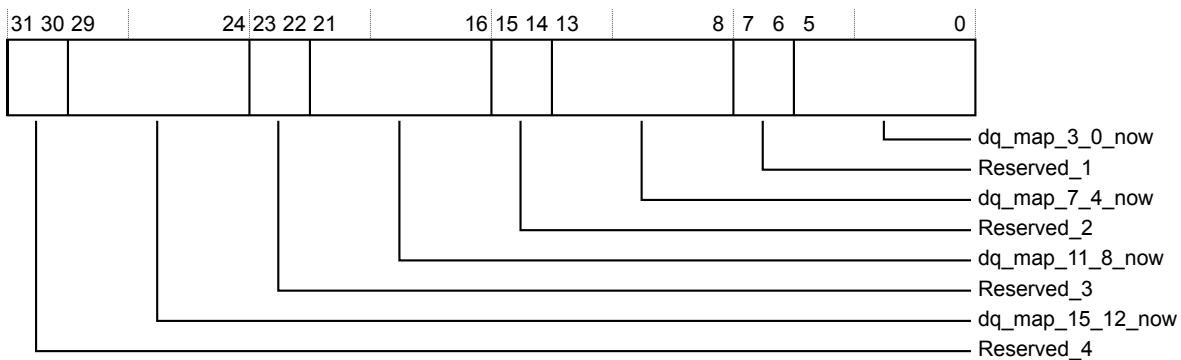 31 30 29 24 23 22 21 16 15 14 13 8 7 6 5 0
dq_map_3_0_now
Reserved_1
dq_map_7_4_now
Reserved_2
dq_map_11_8_now
Reserved_3
dq_map_15_12_now
Reserved_4